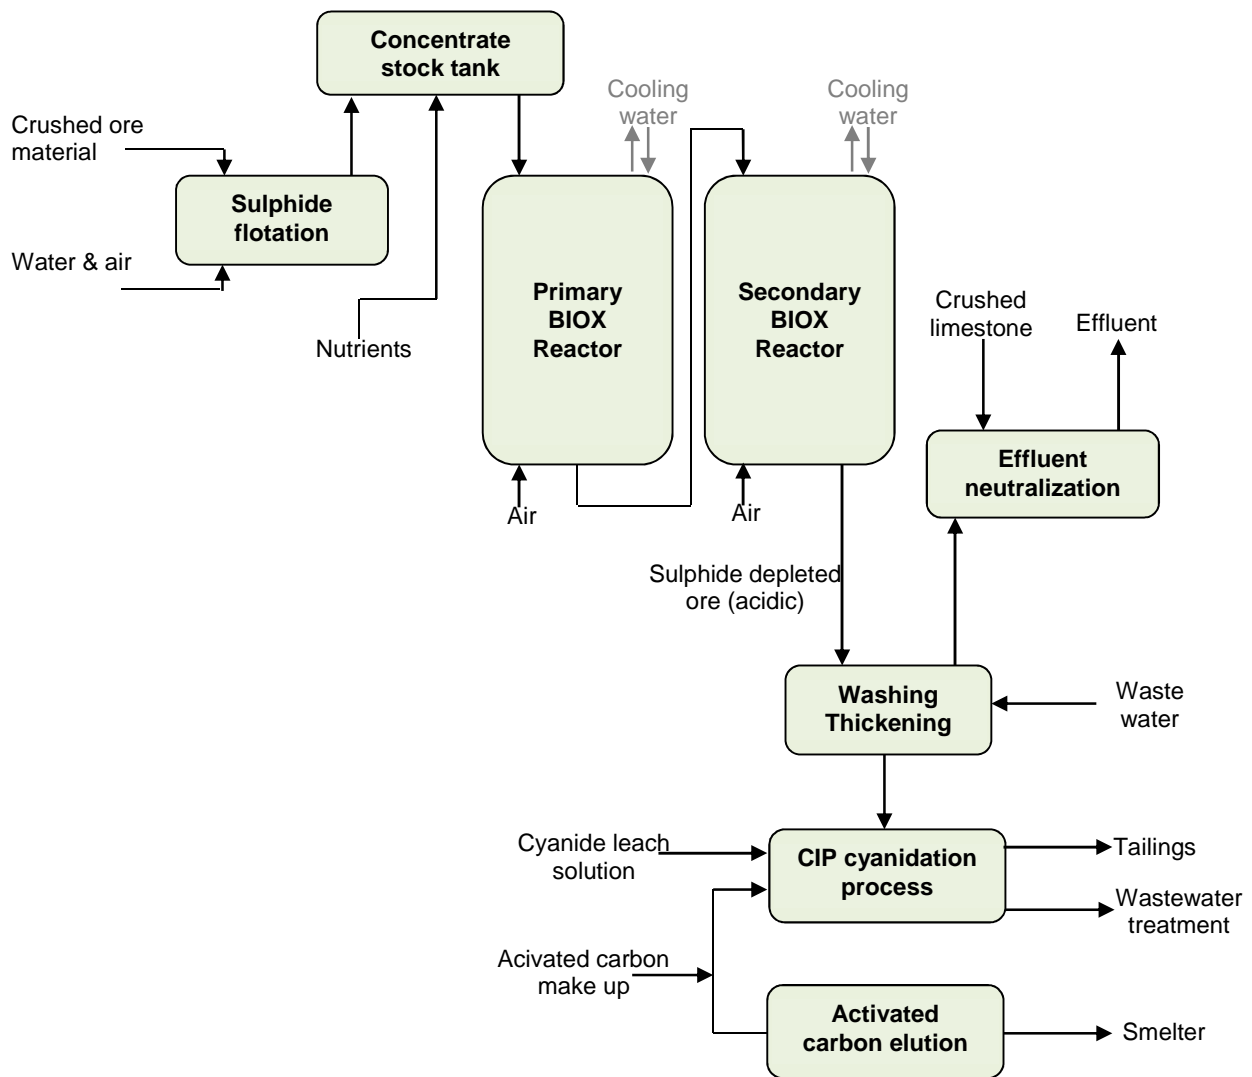 Concentrate
stock tank
Cooling
water
Cooling
water
Crushed ore
material
Sulphide
flotation
Water & air
Nutrients
Primary
BIOX
Reactor
Secondary
BIOX
Reactor
Crushed
limestone
Effluent
Effluent
neutralization
Air
Air
Sulphide depleted
ore (acidic)
Washing
Thickening
Waste
water
Cyanide leach
solution
CIP cyanidation
process
Tailings
Wastewater
treatment
Acivated carbon
make up
Activated
carbon elution
Smelter